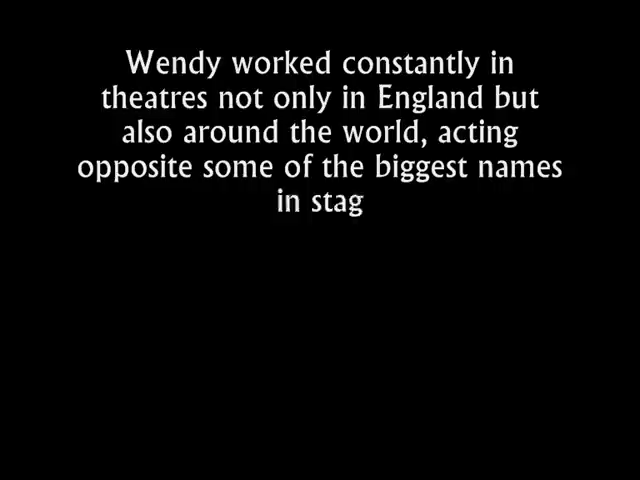 Wendy worked constantly in
theatres not only in England but
also around the world, acting
opposite some of the biggest names
in stag